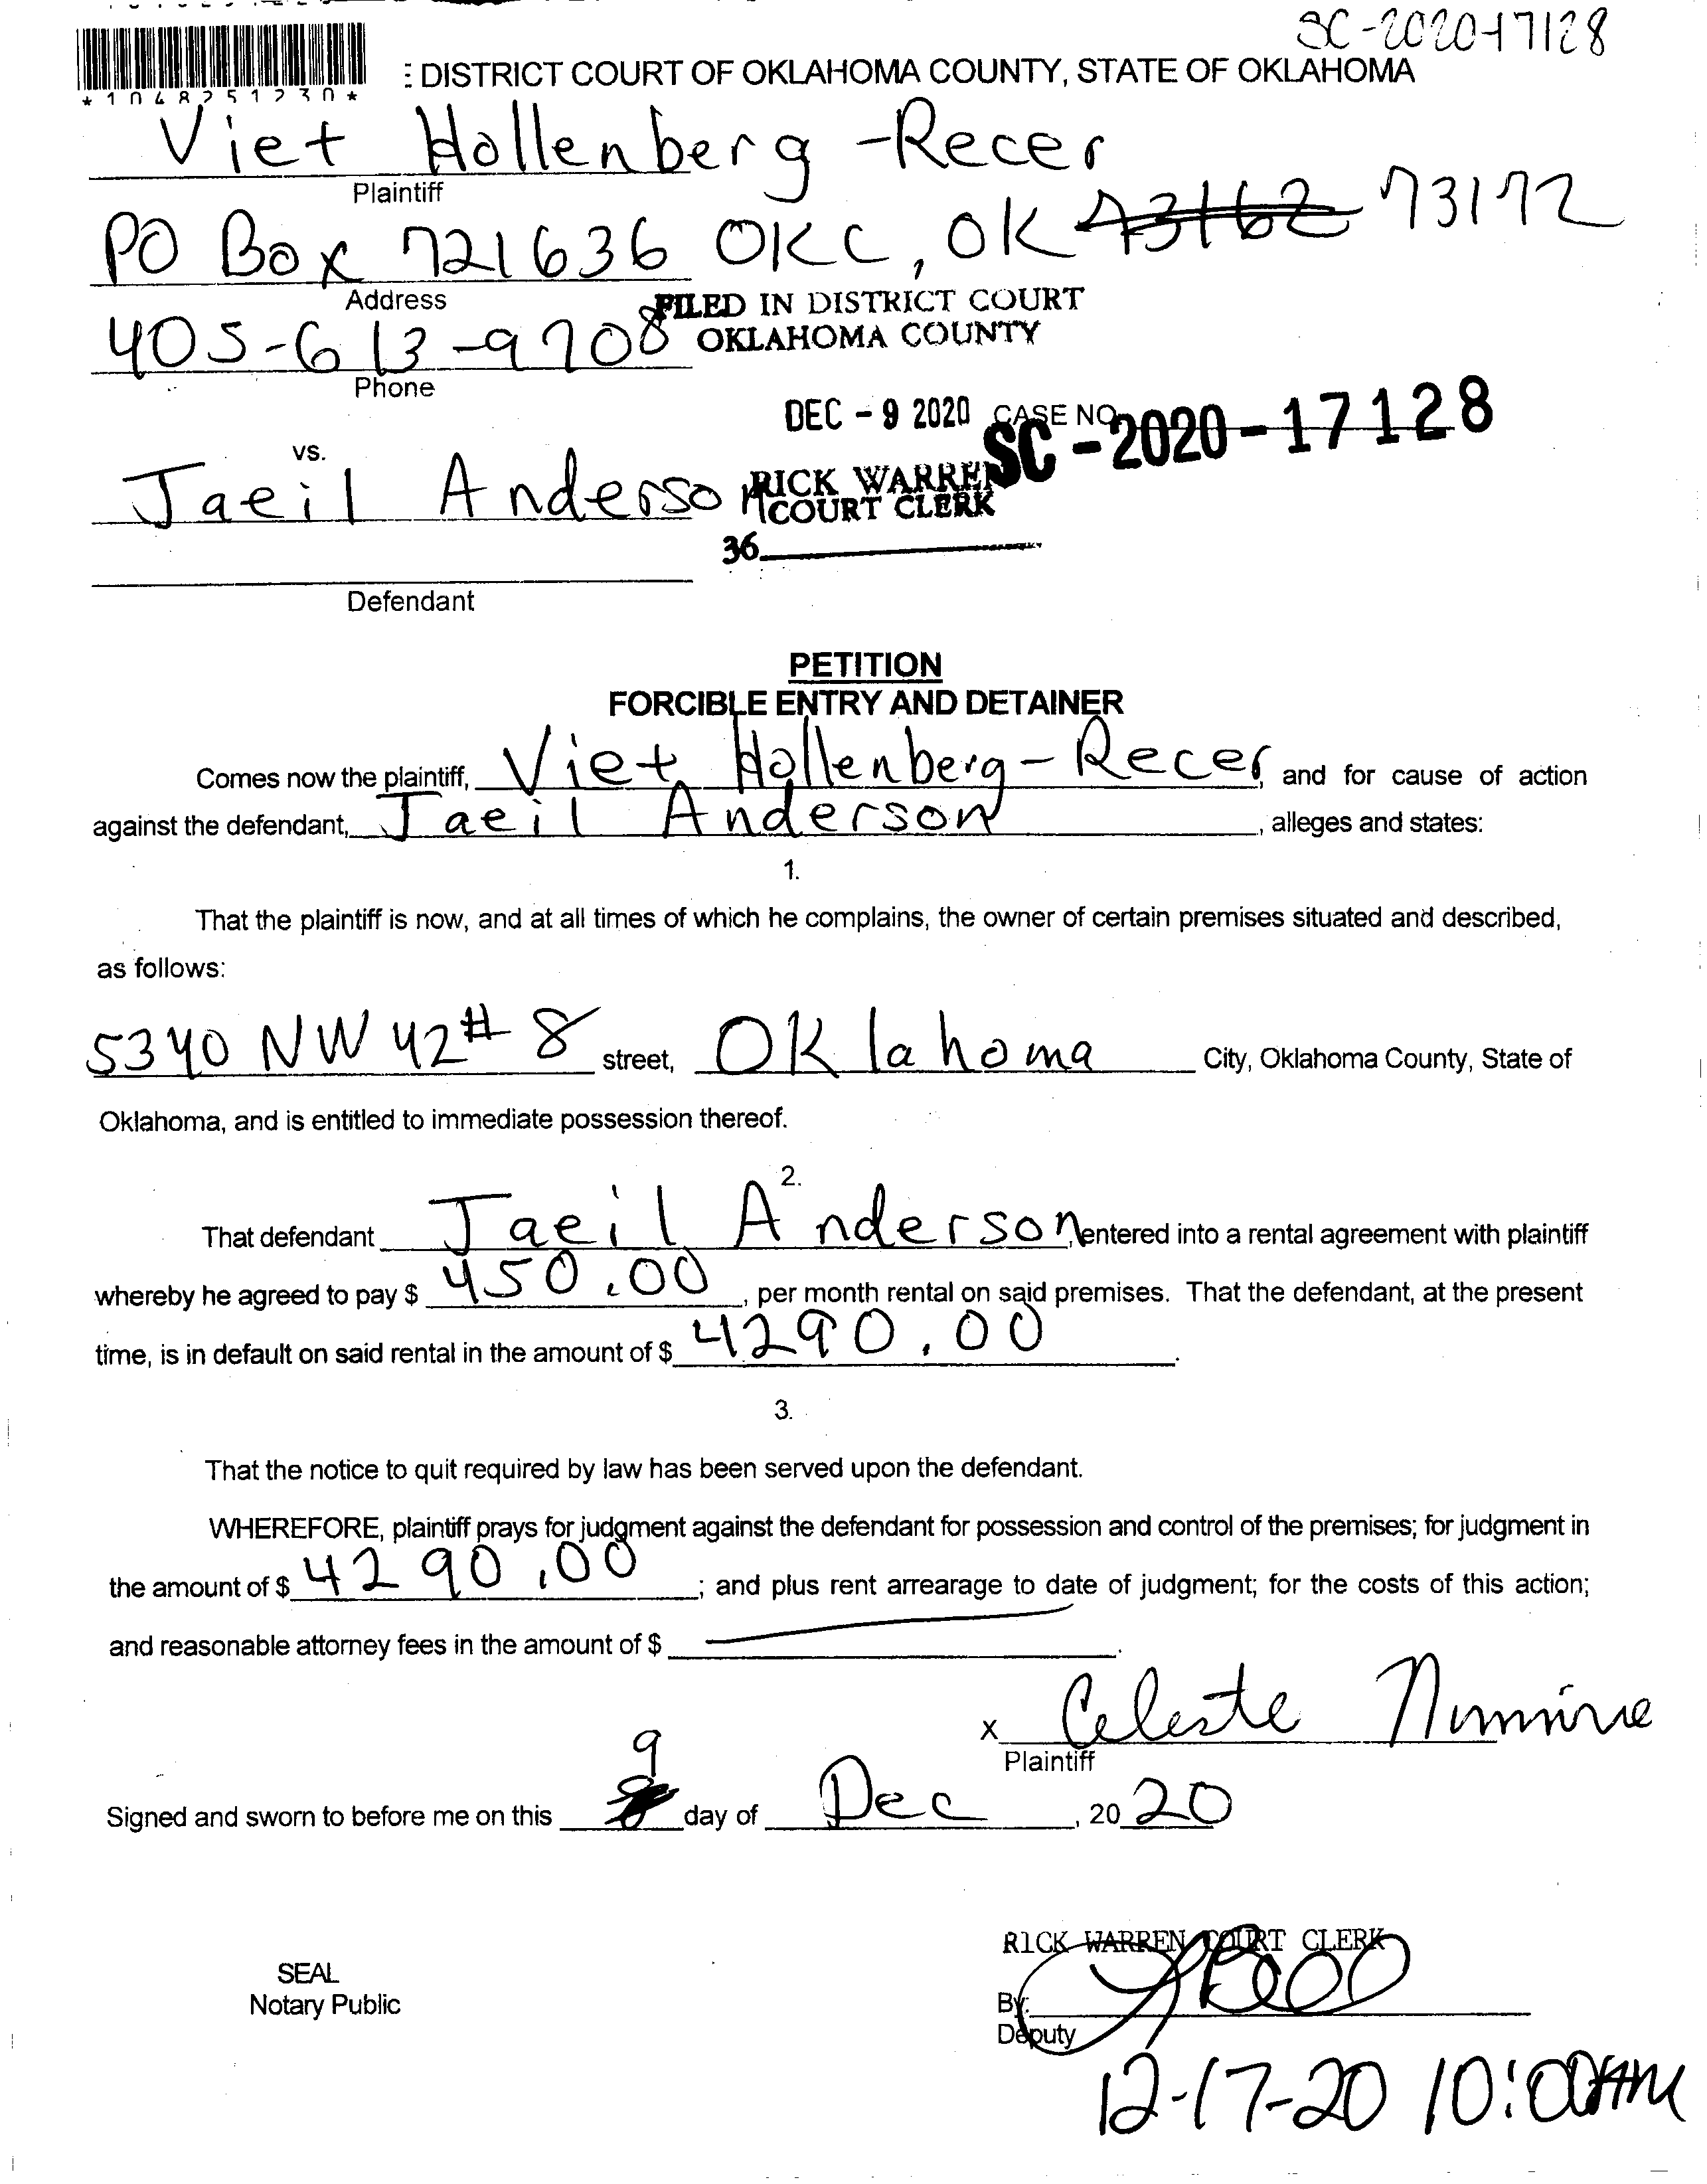 SC-2020-17128
*1048251230*
: DISTRICT COURT OF OKLAHOMA COUNTY, STATE OF OKLAHOMA
Viet Hollenberg-Recer
Plaintiff
PO Box 721636 OKC, OK 73162 73172
Address
405-613-9708
FILED IN DISTRICT COURT
OKLAHOMA COUNTY
Phone
DEC - 9 2020 CASE NO.
SC-2020-17128
vs.
Jaeil Anderson
RICK WARREN
COURT CLERK
36
Defendant
PETITION
FORCIBLE ENTRY AND DETAINER
Comes now the plaintiff, Viet Hollenberg-Recer, and for cause of action
against the defendant, Jaeil Anderson, alleges and states:
1.
That the plaintiff is now, and at all times of which he complains, the owner of certain premises situated and described,
as follows:
5340 NW 42 # 8 street, Oklahoma City, Oklahoma County, State of
Oklahoma, and is entitled to immediate possession thereof.
2.
That defendant Jaeil Anderson, entered into a rental agreement with plaintiff
whereby he agreed to pay $ 450.00, per month rental on said premises. That the defendant, at the present
time, is in default on said rental in the amount of $ 4290.00.
3.
That the notice to quit required by law has been served upon the defendant.
WHEREFORE, plaintiff prays for judgment against the defendant for possession and control of the premises; for judgment in
the amount of $ 4290.00; and plus rent arrearage to date of judgment; for the costs of this action;
and reasonable attorney fees in the amount of $ .
x Celeste
Plaintiff
Signed and sworn to before me on this 9 day of Dec, 20 20
RICK WARREN COURT CLERK
SEAL
Notary Public
By:
Deputy
12-17-20 10:00AM